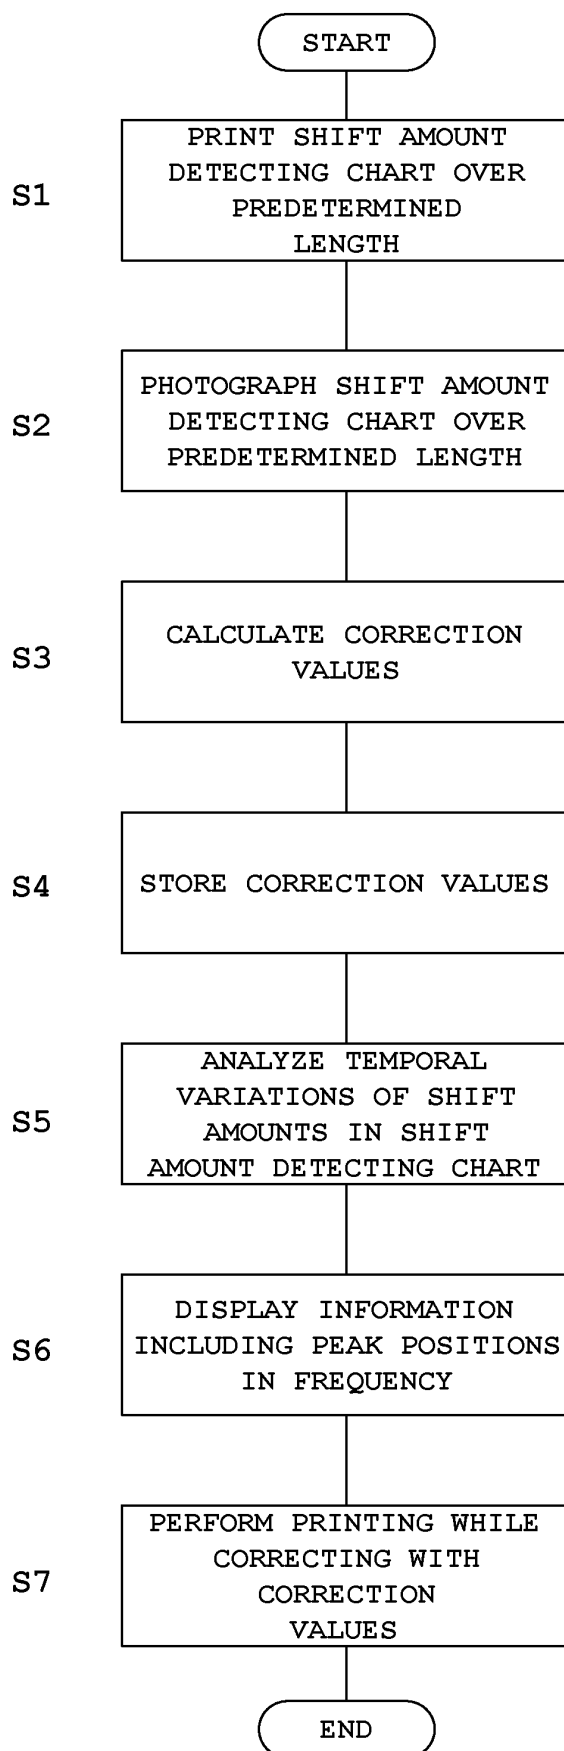 START
S1
PRINT SHIFT AMOUNT
DETECTING CHART OVER
PREDETERMINED
LENGTH
S2
PHOTOGRAPH SHIFT AMOUNT
DETECTING CHART OVER
PREDETERMINED LENGTH
S3
CALCULATE CORRECTION
VALUES
S4
STORE CORRECTION VALUES
S5
ANALYZE TEMPORAL
VARIATIONS OF SHIFT
AMOUNTS IN SHIFT
AMOUNT DETECTING CHART
S6
DISPLAY INFORMATION
INCLUDING PEAK POSITIONS
IN FREQUENCY
S7
PERFORM PRINTING WHILE
CORRECTING WITH
CORRECTION
VALUES
END